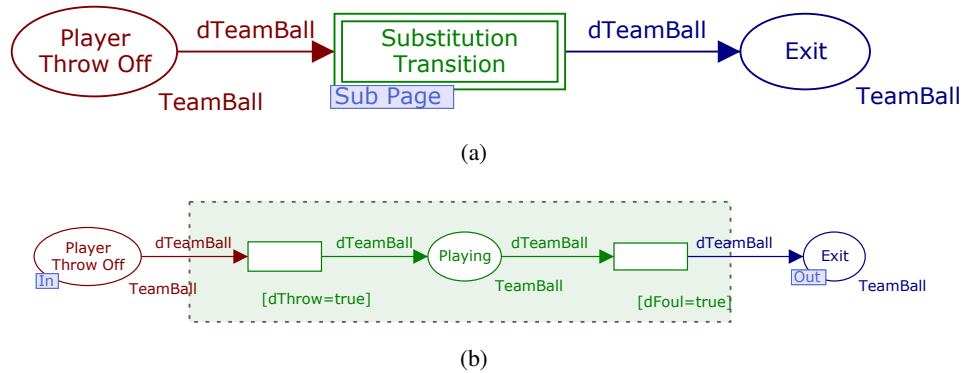 Player
Throw Off
dTeamBall
Substitution
Transition
dTeamBall
Exit
TeamBall
Sub Page
TeamBall
(a)
Player
Throw Off
dTeamBall
dTeamBall
Playing
dTeamBall
dTeamBall
Exit
In
TeamBall
[dThrow=true]
TeamBall
[dFoul=true]
Out
TeamBall
(b)